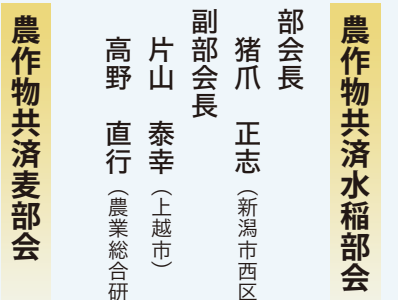 農作物共済水稲部会
部会長
猪爪　正志（新潟市西区
副部会長
片山　泰幸（上越市）
高野　直行（農業総合研
農作物共済麦部会